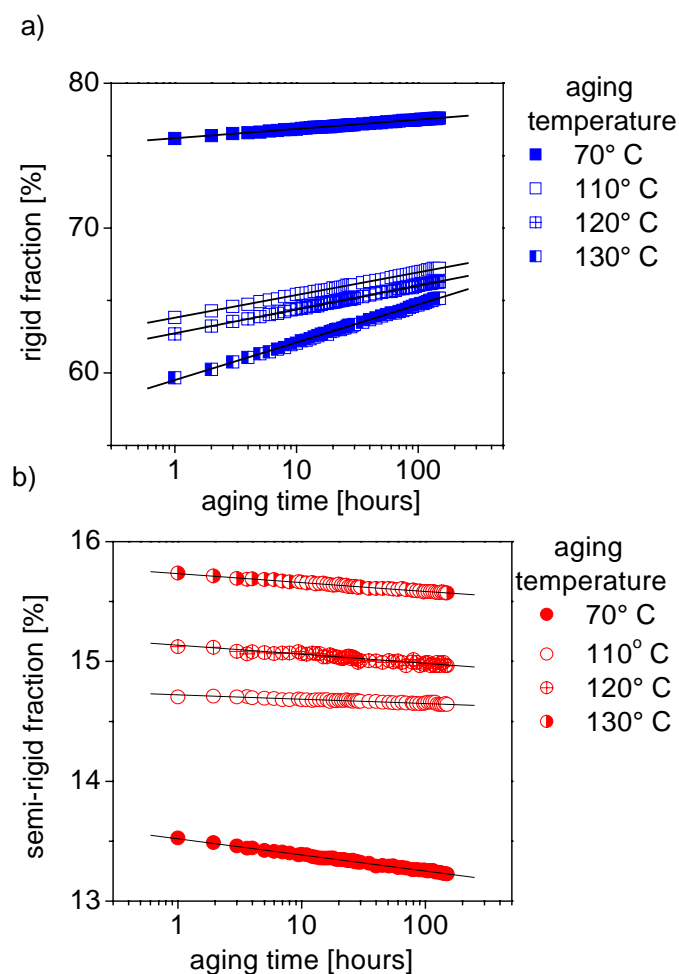 a)
80
70
60
rigid fraction [%]
1
10
100
aging time [hours]
aging
temperature
70° C
110° C
120° C
130° C
b)
16
15
14
13
semi-rigid fraction [%]
1
10
100
aging time [hours]
aging
temperature
70° C
110° C
120° C
130° C